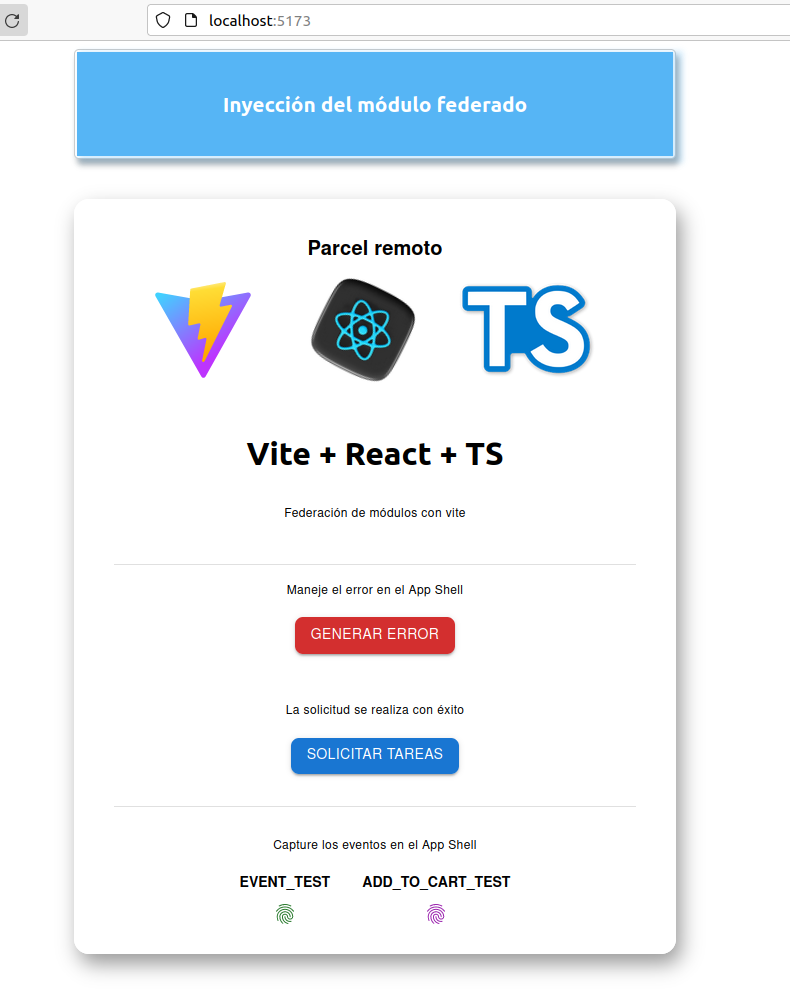 localhost:5173
Inyección del módulo federado
Parcel remoto
TS
Vite + React + TS
Federación de módulos con vite
Maneje el error en el App Shell
GENERAR ERROR
La solicitud se realiza con éxito
SOLICITAR TAREAS
Capture los eventos en el App Shell
EVENT_TEST ADD_TO_CART_TEST